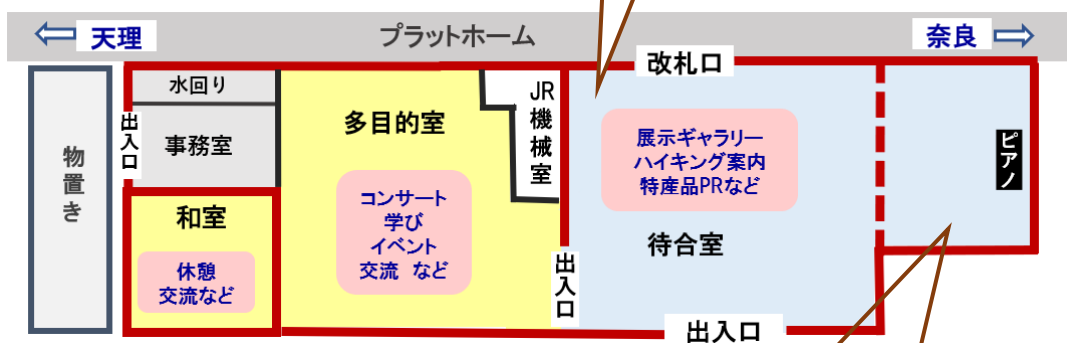 天理
プラットホーム
奈良
改札口
物置き
水回り
事務室
出入口
和室
休憩
交流など
多目的室
コンサート
学び
イベント
交流 など
JR機械室
出入口
展示ギャラリー
ハイキング案内
特産品PRなど
待合室
出入口
ピアノ